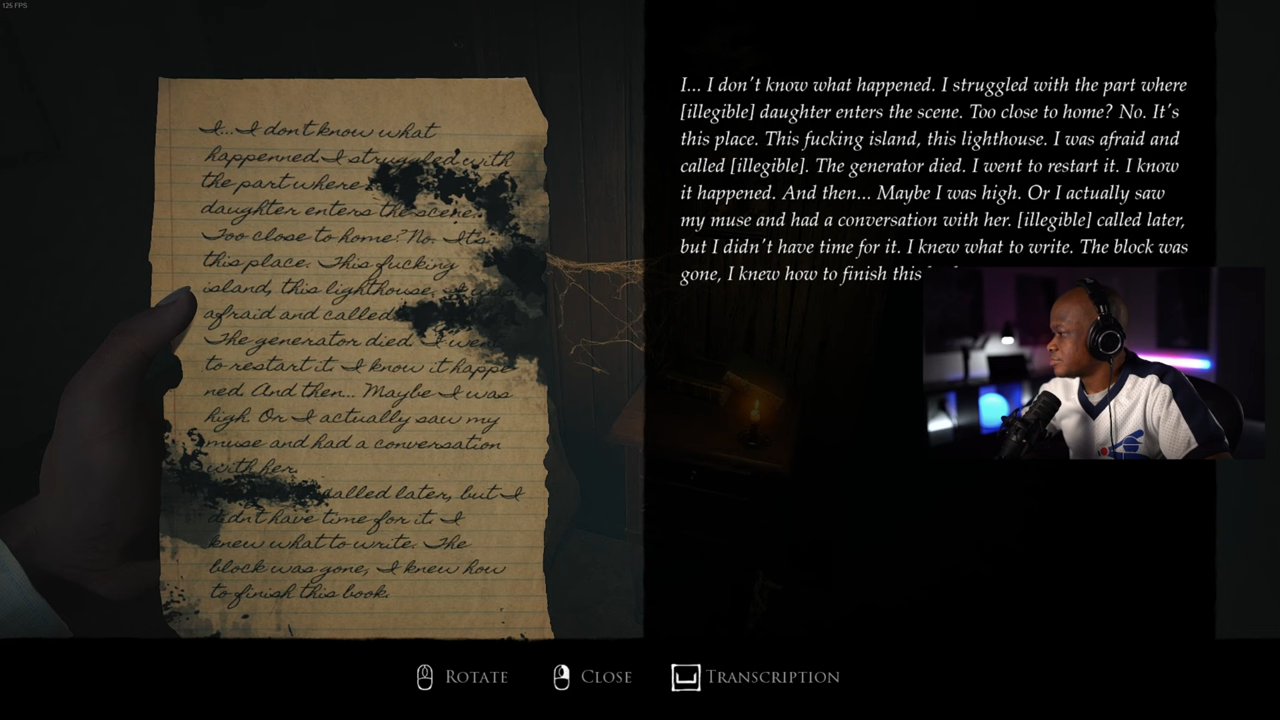 126 FPS
I... I don't know what
happenned. I struggled with
the part where
daughter enters the scene.
Too close to home? No. It's
this place. This fucking
island, this lighthouse. I was
afraid and called
The generator died. I went
to restart it. I know it happe
ned. And then... Maybe I was
high. Or I actually saw my
muse and had a conversation
with her.
called later, but I
didn't have time for it. I
knew what to write. The
block was gone, I knew how
to finish this book.
I... I don't know what happened. I struggled with the part where
[illegible] daughter enters the scene. Too close to home? No. It's
this place. This fucking island, this lighthouse. I was afraid and
called [illegible]. The generator died. I went to restart it. I know
it happened. And then... Maybe I was high. Or I actually saw
my muse and had a conversation with her. [illegible] called later,
but I didn't have time for it. I knew what to write. The block was
gone, I knew how to finish this
ROTATE
CLOSE
TRANSCRIPTION